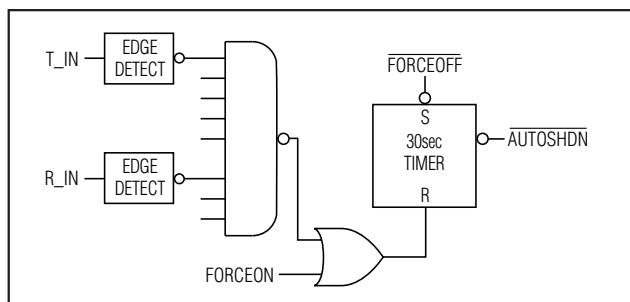 T_IN
EDGE
DETECT
R_IN
EDGE
DETECT
FORCEON
FORCEOFF
S
30sec
TIMER
R
AUTOSHDN